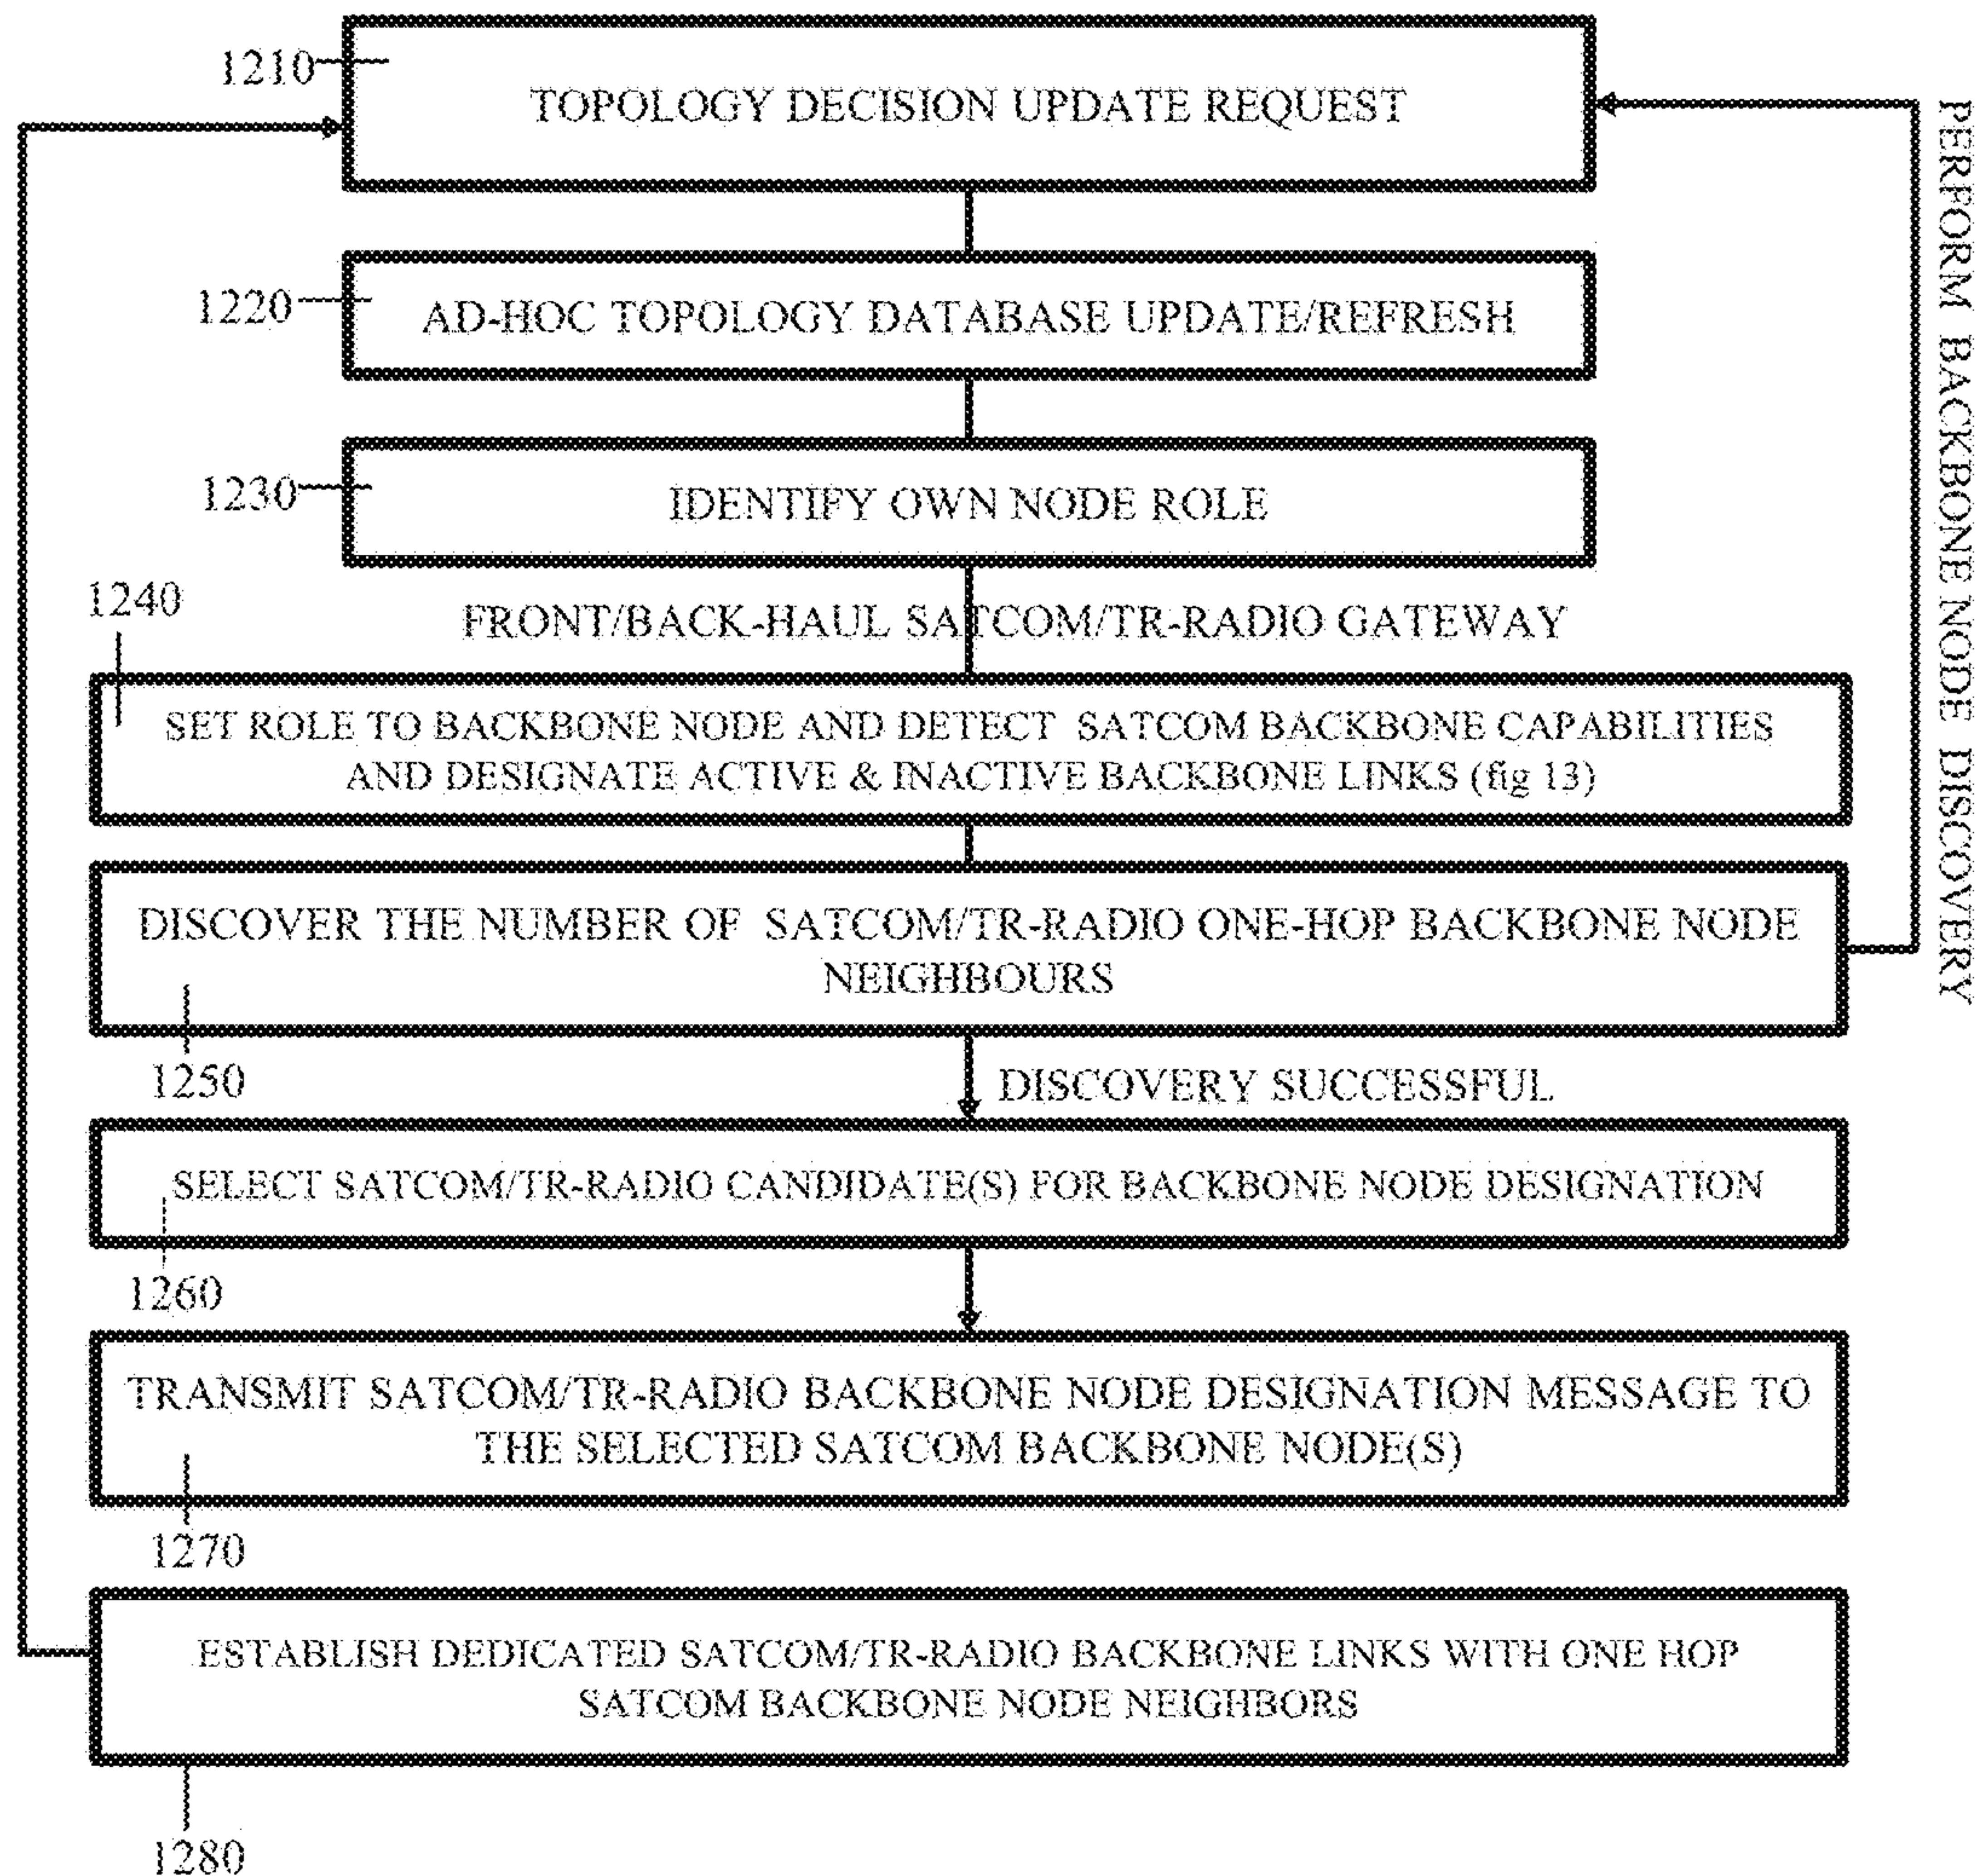 1210
TOPOLOGY DECISION UPDATE REQUEST
1220
AD-HOC TOPOLOGY DATABASE UPDATE/REFRESH
1230
IDENTIFY OWN NODE ROLE
1240
FRONT/BACK-HAUL SATCOM/TR-RADIO GATEWAY
SET ROLE TO BACKBONE NODE AND DETECT SATCOM BACKBONE CAPABILITIES
AND DESIGNATE ACTIVE & INACTIVE BACKBONE LINKS (fig 13)
PERFORM BACKBONE NODE DISCOVERY
DISCOVER THE NUMBER OF SATCOM/TR-RADIO ONE-HOP BACKBONE NODE
NEIGHBOURS
1250
DISCOVERY SUCCESSFUL
SELECT SATCOM/TR-RADIO CANDIDATE(S) FOR BACKBONE NODE DESIGNATION
1260
TRANSMIT SATCOM/TR-RADIO BACKBONE NODE DESIGNATION MESSAGE TO
THE SELECTED SATCOM BACKBONE NODE(S)
1270
ESTABLISH DEDICATED SATCOM/TR-RADIO BACKBONE LINKS WITH ONE HOP
SATCOM BACKBONE NODE NEIGHBORS
1280